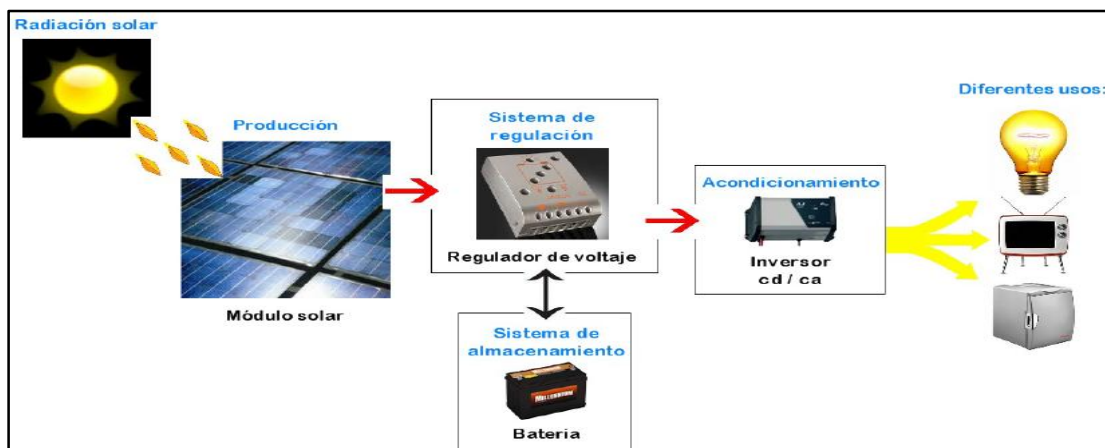 Radiación solar
Producción
Módulo solar
Sistema de
regulación
Regulador de voltaje
Sistema de
almacenamiento
MILLENNIUM
Bateria
Acondicionamiento
Inversor
cd / ca
Diferentes usos: